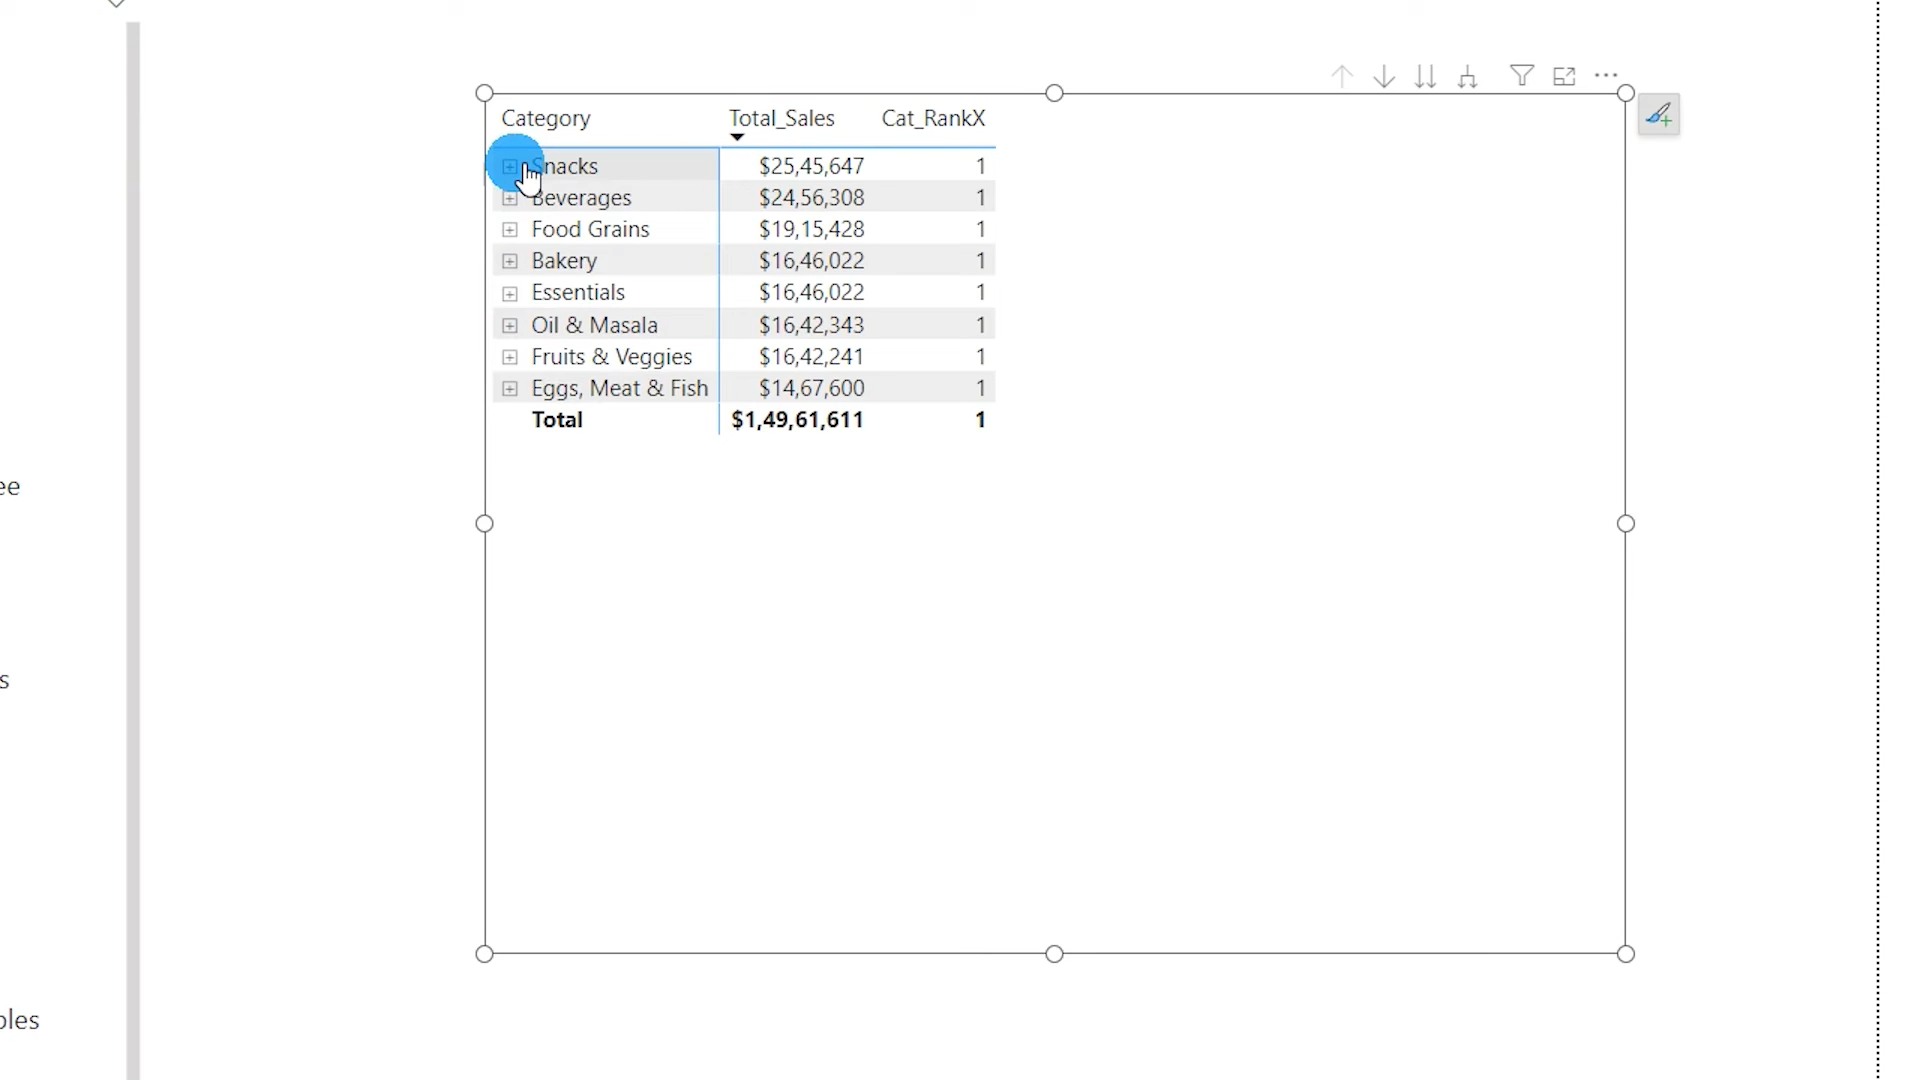 Category Total_Sales Cat_RankX
Snacks $25,45,647 1
Beverages $24,56,308 1
Food Grains $19,15,428 1
Bakery $16,46,022 1
Essentials $16,46,022 1
Oil & Masala $16,42,343 1
Fruits & Veggies $16,42,241 1
Eggs, Meat & Fish $14,67,600 1
Total $1,49,61,611 1
ee
s
oles